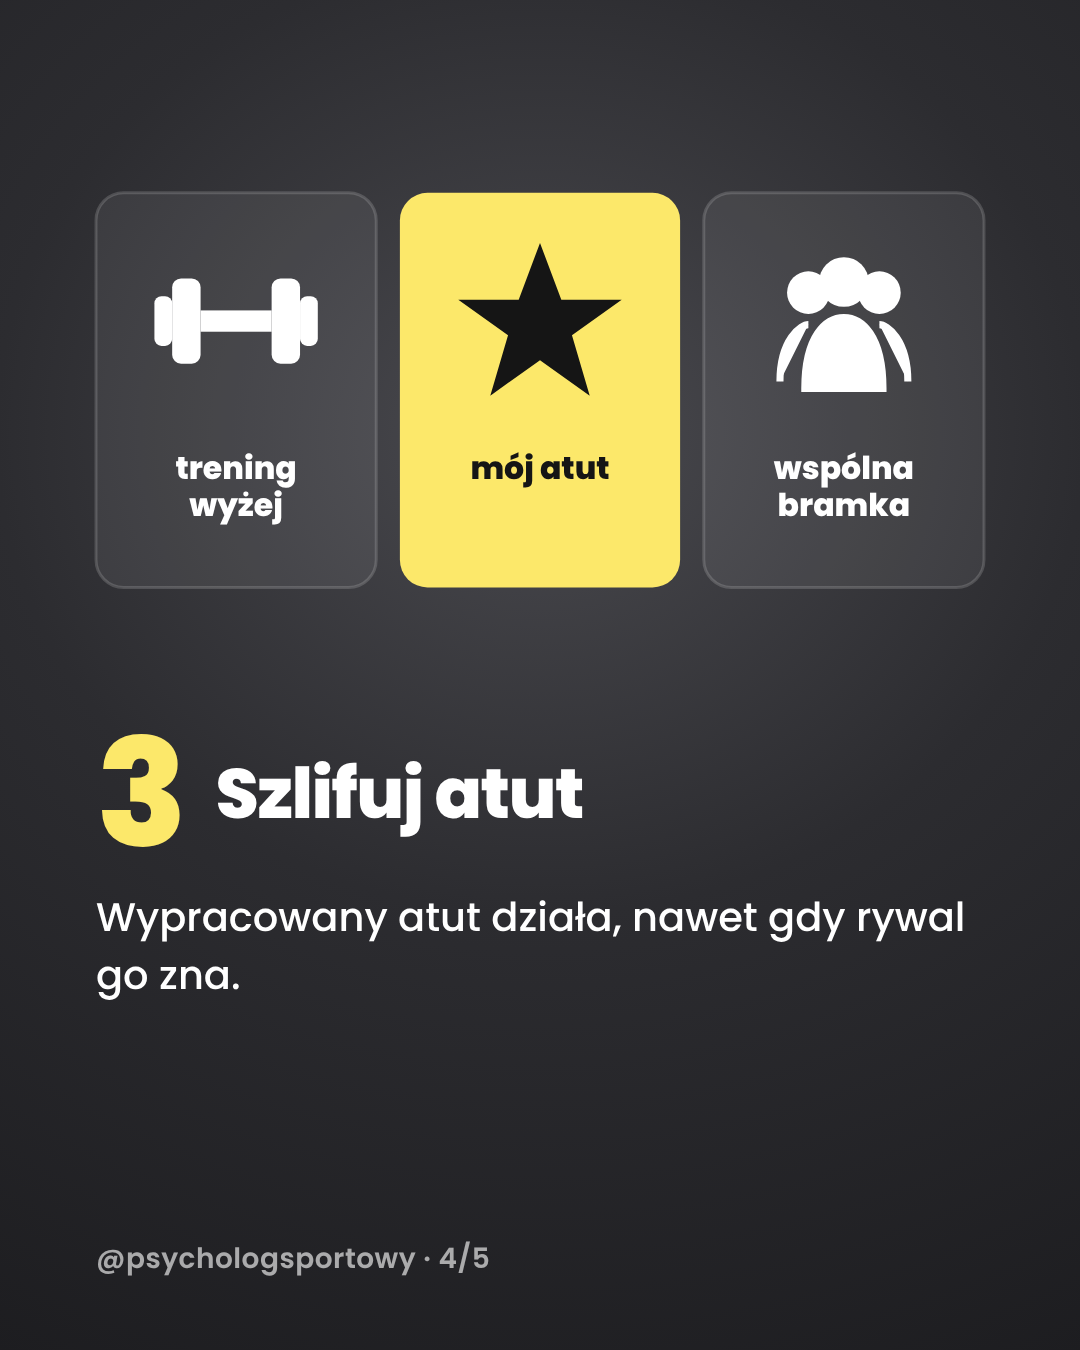 trening
wyżej
mój atut
wspólna
bramka
3 Szlifuj atut
Wypracowany atut działa, nawet gdy rywal
go zna.
@psychologsportowy · 4/5